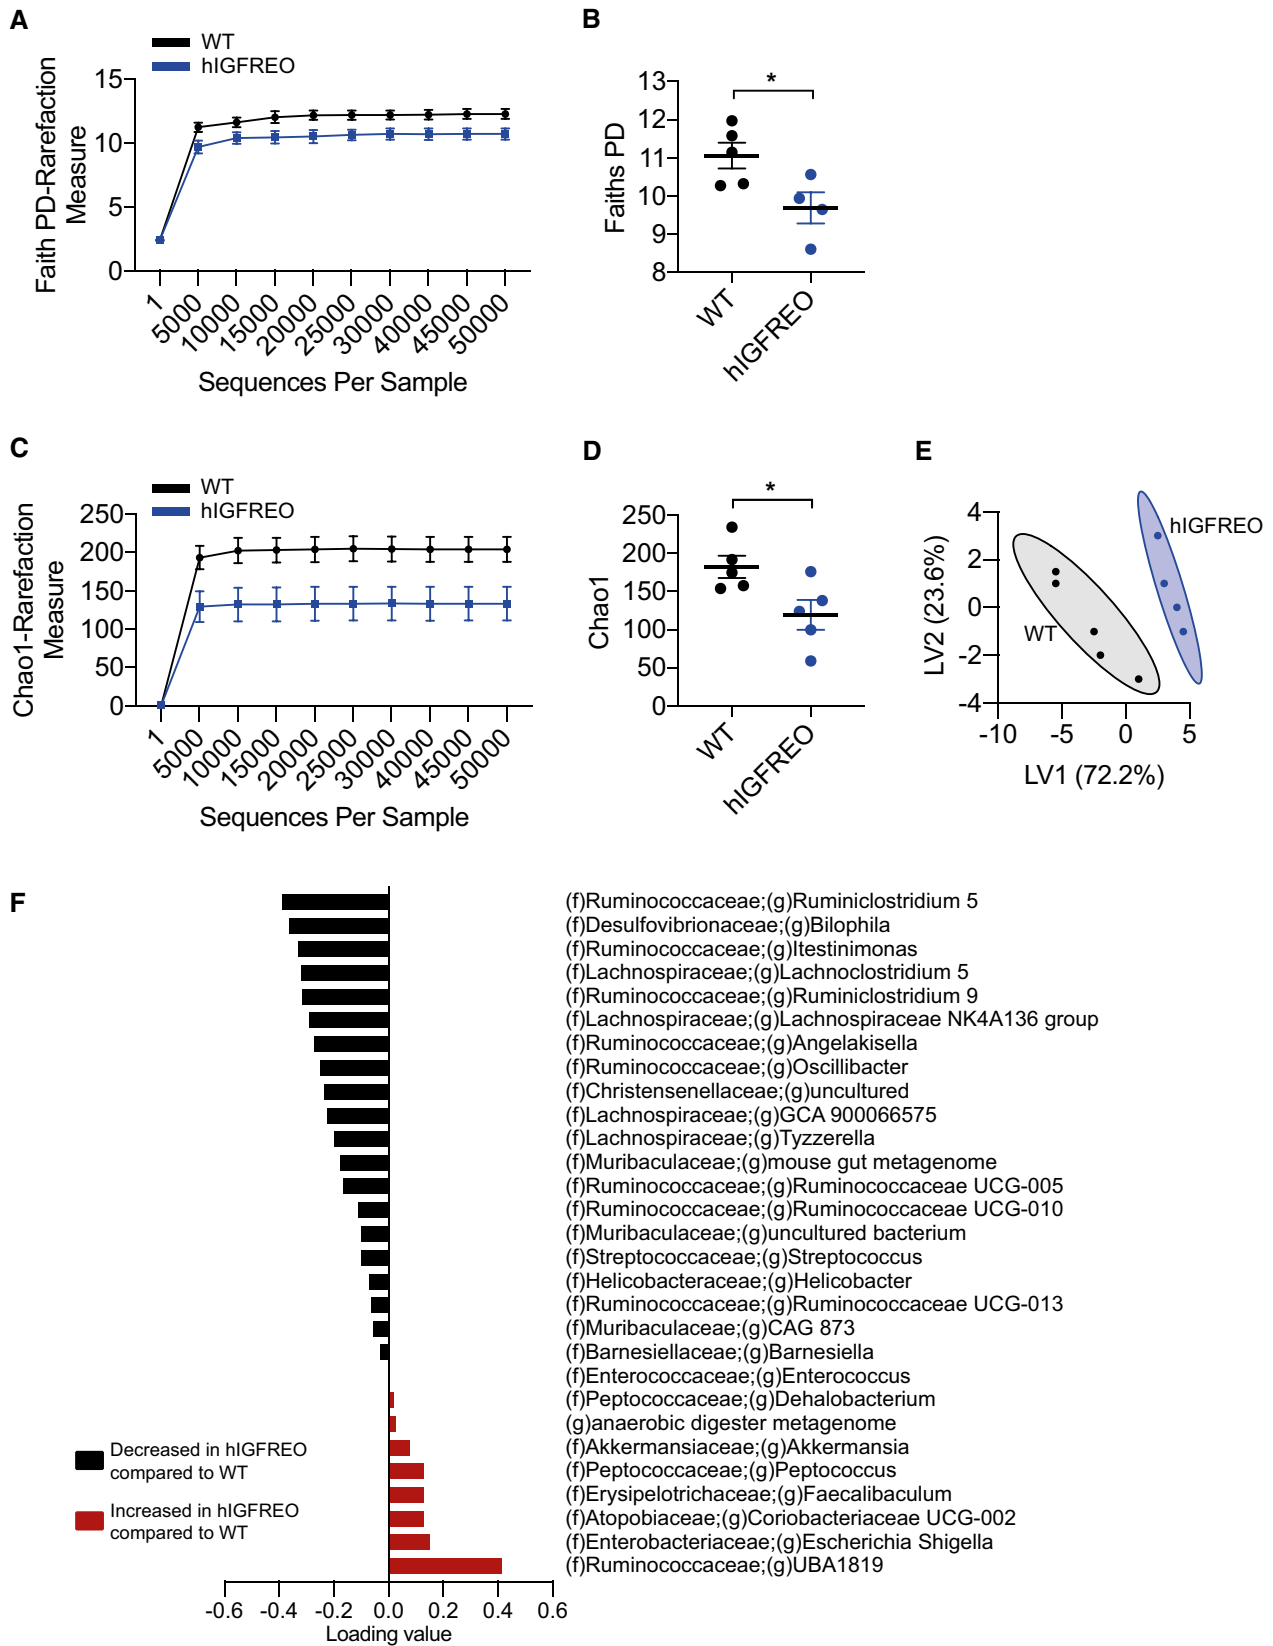 A
WT
hIGFREO
Faith PD-Rarefaction
Measure
15
10
5
0
1
5000
10000
15000
20000
25000
30000
40000
45000
50000
Sequences Per Sample
B
*
Faiths PD
13
12
11
10
9
8
WT
hIGFREO
C
WT
hIGFREO
Chao1-Rarefaction
Measure
250
200
150
100
50
0
1
5000
10000
15000
20000
25000
30000
40000
45000
50000
Sequences Per Sample
D
*
Chao1
250
200
150
100
50
0
WT
hIGFREO
E
LV2 (23.6%)
4
2
0
-2
-4
hIGFREO
WT
-10
-5
0
5
LV1 (72.2%)
F
(f)Ruminococcaceae;(g)Ruminiclostridium 5
(f)Desulfovibrionaceae;(g)Bilophila
(f)Ruminococcaceae;(g)Itestinimonas
(f)Lachnospiraceae;(g)Lachnoclostridium 5
(f)Ruminococcaceae;(g)Ruminiclostridium 9
(f)Lachnospiraceae;(g)Lachnospiraceae NK4A136 group
(f)Ruminococcaceae;(g)Angelakisella
(f)Ruminococcaceae;(g)Oscillibacter
(f)Christensenellaceae;(g)uncultured
(f)Lachnospiraceae;(g)GCA 900066575
(f)Lachnospiraceae;(g)Tyzzerella
(f)Muribaculaceae;(g)mouse gut metagenome
(f)Ruminococcaceae;(g)Ruminococcaceae UCG-005
(f)Ruminococcaceae;(g)Ruminococcaceae UCG-010
(f)Muribaculaceae;(g)uncultured bacterium
(f)Streptococcaceae;(g)Streptococcus
(f)Helicobacteraceae;(g)Helicobacter
(f)Ruminococcaceae;(g)Ruminococcaceae UCG-013
(f)Muribaculaceae;(g)CAG 873
(f)Barnesiellaceae;(g)Barnesiella
(f)Enterococcaceae;(g)Enterococcus
(f)Peptococcaceae;(g)Dehalobacterium
(g)anaerobic digester metagenome
(f)Akkermansiaceae;(g)Akkermansia
(f)Peptococcaceae;(g)Peptococcus
(f)Erysipelotrichaceae;(g)Faecalibaculum
(f)Atopobiaceae;(g)Coriobacteriaceae UCG-002
(f)Enterobacteriaceae;(g)Escherichia Shigella
(f)Ruminococcaceae;(g)UBA1819
Decreased in hIGFREO
compared to WT
Increased in hIGFREO
compared to WT
-0.6
-0.4
-0.2
0.0
0.2
0.4
0.6
Loading value